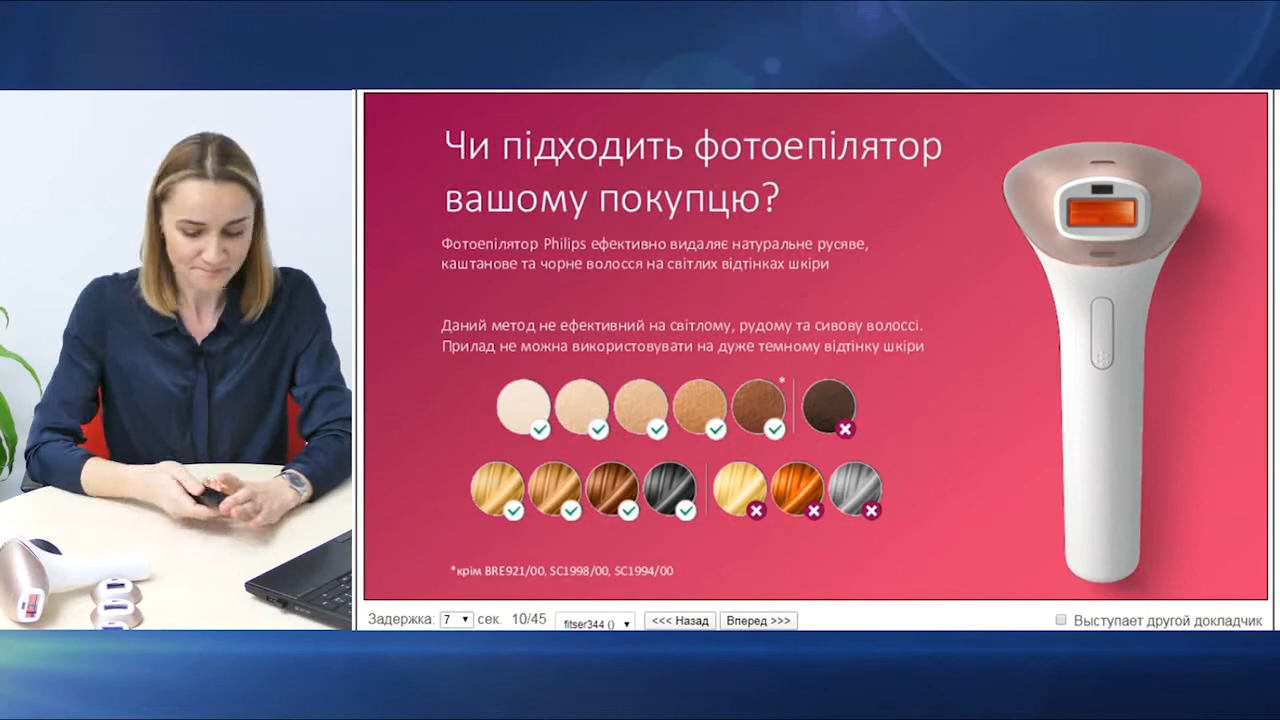 Чи підходить фотоепілятор
вашому покупцю?
Фотоепілятор Philips ефективно видаляє натуральне русяве,
каштанове та чорне волосся на світлих відтінках шкіри
Даний метод не ефективний на світлому, рудому та сивову волоссі.
Прилад не можна використовувати на дуже темному відтінку шкіри
*
*крім BRE921/00, SC1998/00, SC1994/00
Задержка: 7 сек. 10/45 fitser344 () <<< Назад Вперед >>> Выступает другой докладчик